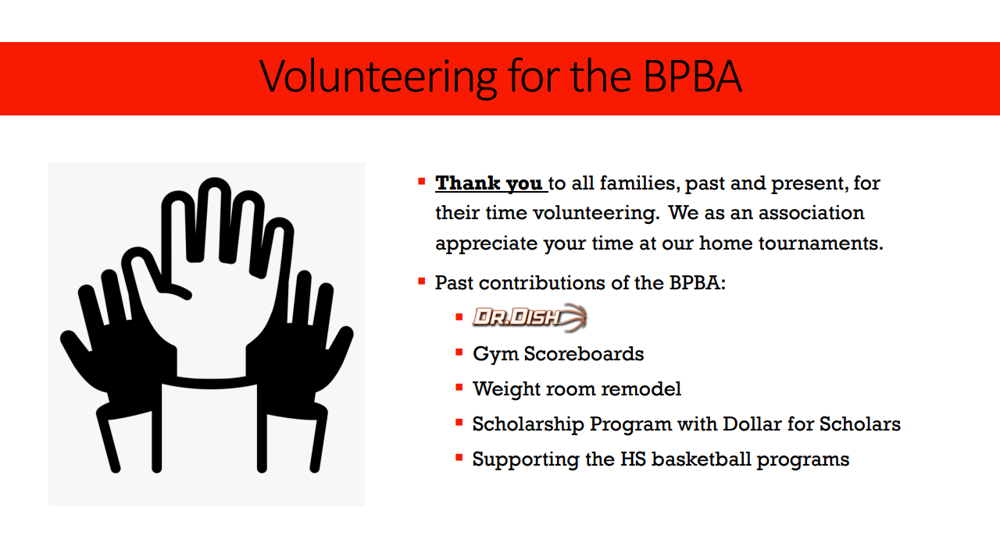 Volunteering for the BPBA
Thank you to all families, past and present, for
their time volunteering. We as an association
appreciate your time at our home tournaments.
Past contributions of the BPBA:
DR.DISH
Gym Scoreboards
Weight room remodel
Scholarship Program with Dollar for Scholars
Supporting the HS basketball programs